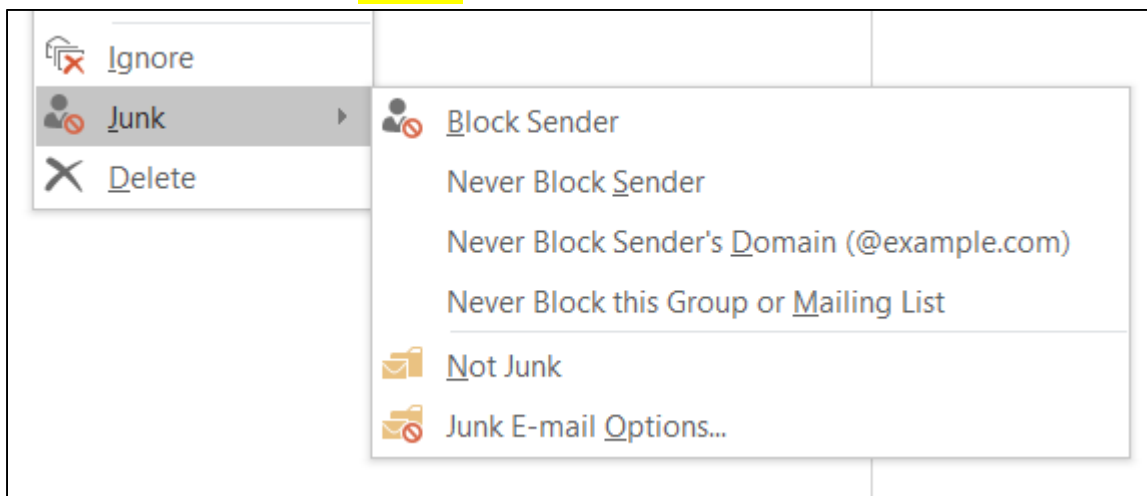 Ignore
Junk
Delete
Block Sender
Never Block Sender
Never Block Sender's Domain (@example.com)
Never Block this Group or Mailing List
Not Junk
Junk E-mail Options...